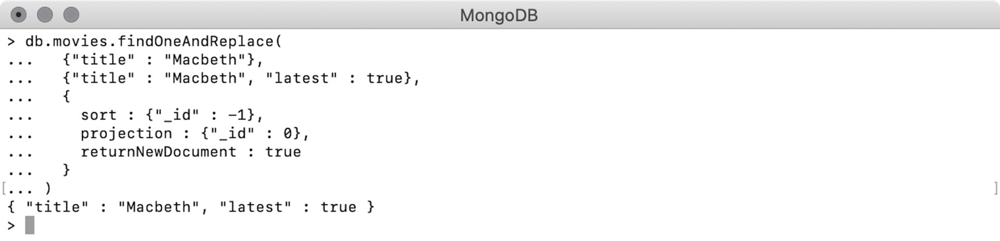 MongoDB
> db.movies.findOneAndReplace(
...   {"title" : "Macbeth"},
...   {"title" : "Macbeth", "latest" : true},
...   {
...     sort : {"_id" : -1},
...     projection : {"_id" : 0},
...     returnNewDocument : true
...   }
[... ) ]
{ "title" : "Macbeth", "latest" : true }
>